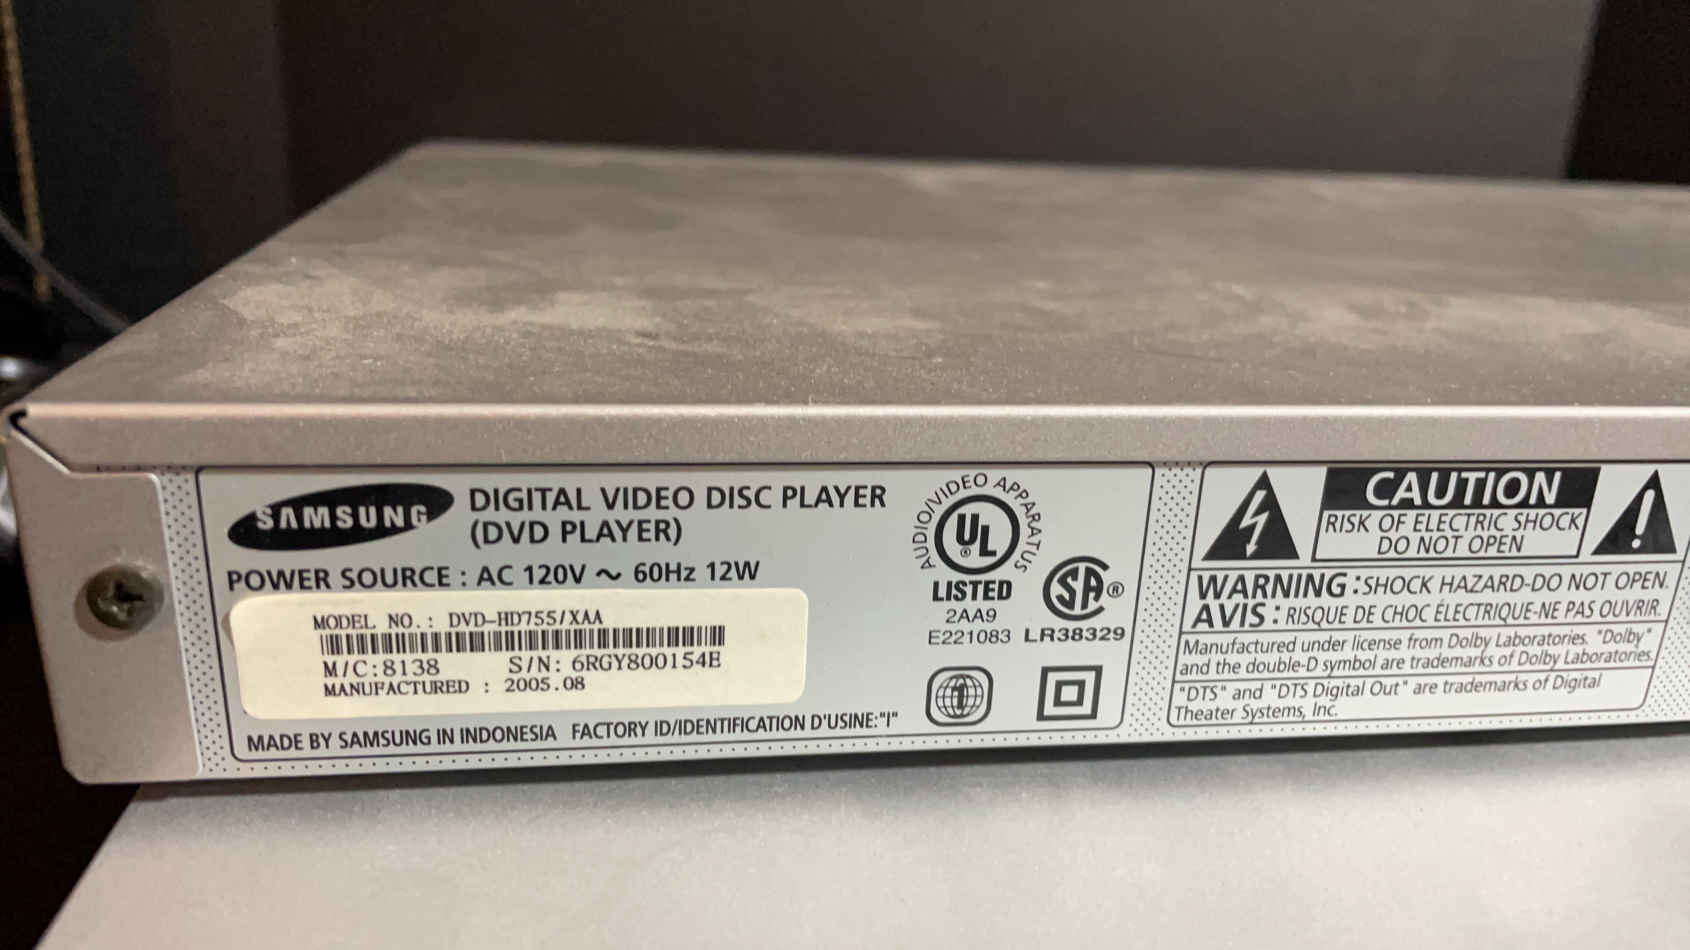 SAMSUNG
DIGITAL VIDEO DISC PLAYER
(DVD PLAYER)
POWER SOURCE : AC 120V ~ 60Hz 12W
MODEL NO.: DVD-HD755/XAA
M/C:8138 S/N: 6RGY800154E
MANUFACTURED : 2005.08
MADE BY SAMSUNG IN INDONESIA FACTORY ID/IDENTIFICATION D'USINE:"I"
AUDIO/VIDEO APPARATUS
UL ®
LISTED
2AA9
E221083
SA ®
LR38329
CAUTION
RISK OF ELECTRIC SHOCK
DO NOT OPEN
WARNING :SHOCK HAZARD-DO NOT OPEN.
AVIS : RISQUE DE CHOC ÉLECTRIQUE-NE PAS OUVRIR.
Manufactured under license from Dolby Laboratories. "Dolby"
and the double-D symbol are trademarks of Dolby Laboratories.
"DTS" and "DTS Digital Out" are trademarks of Digital
Theater Systems, Inc.